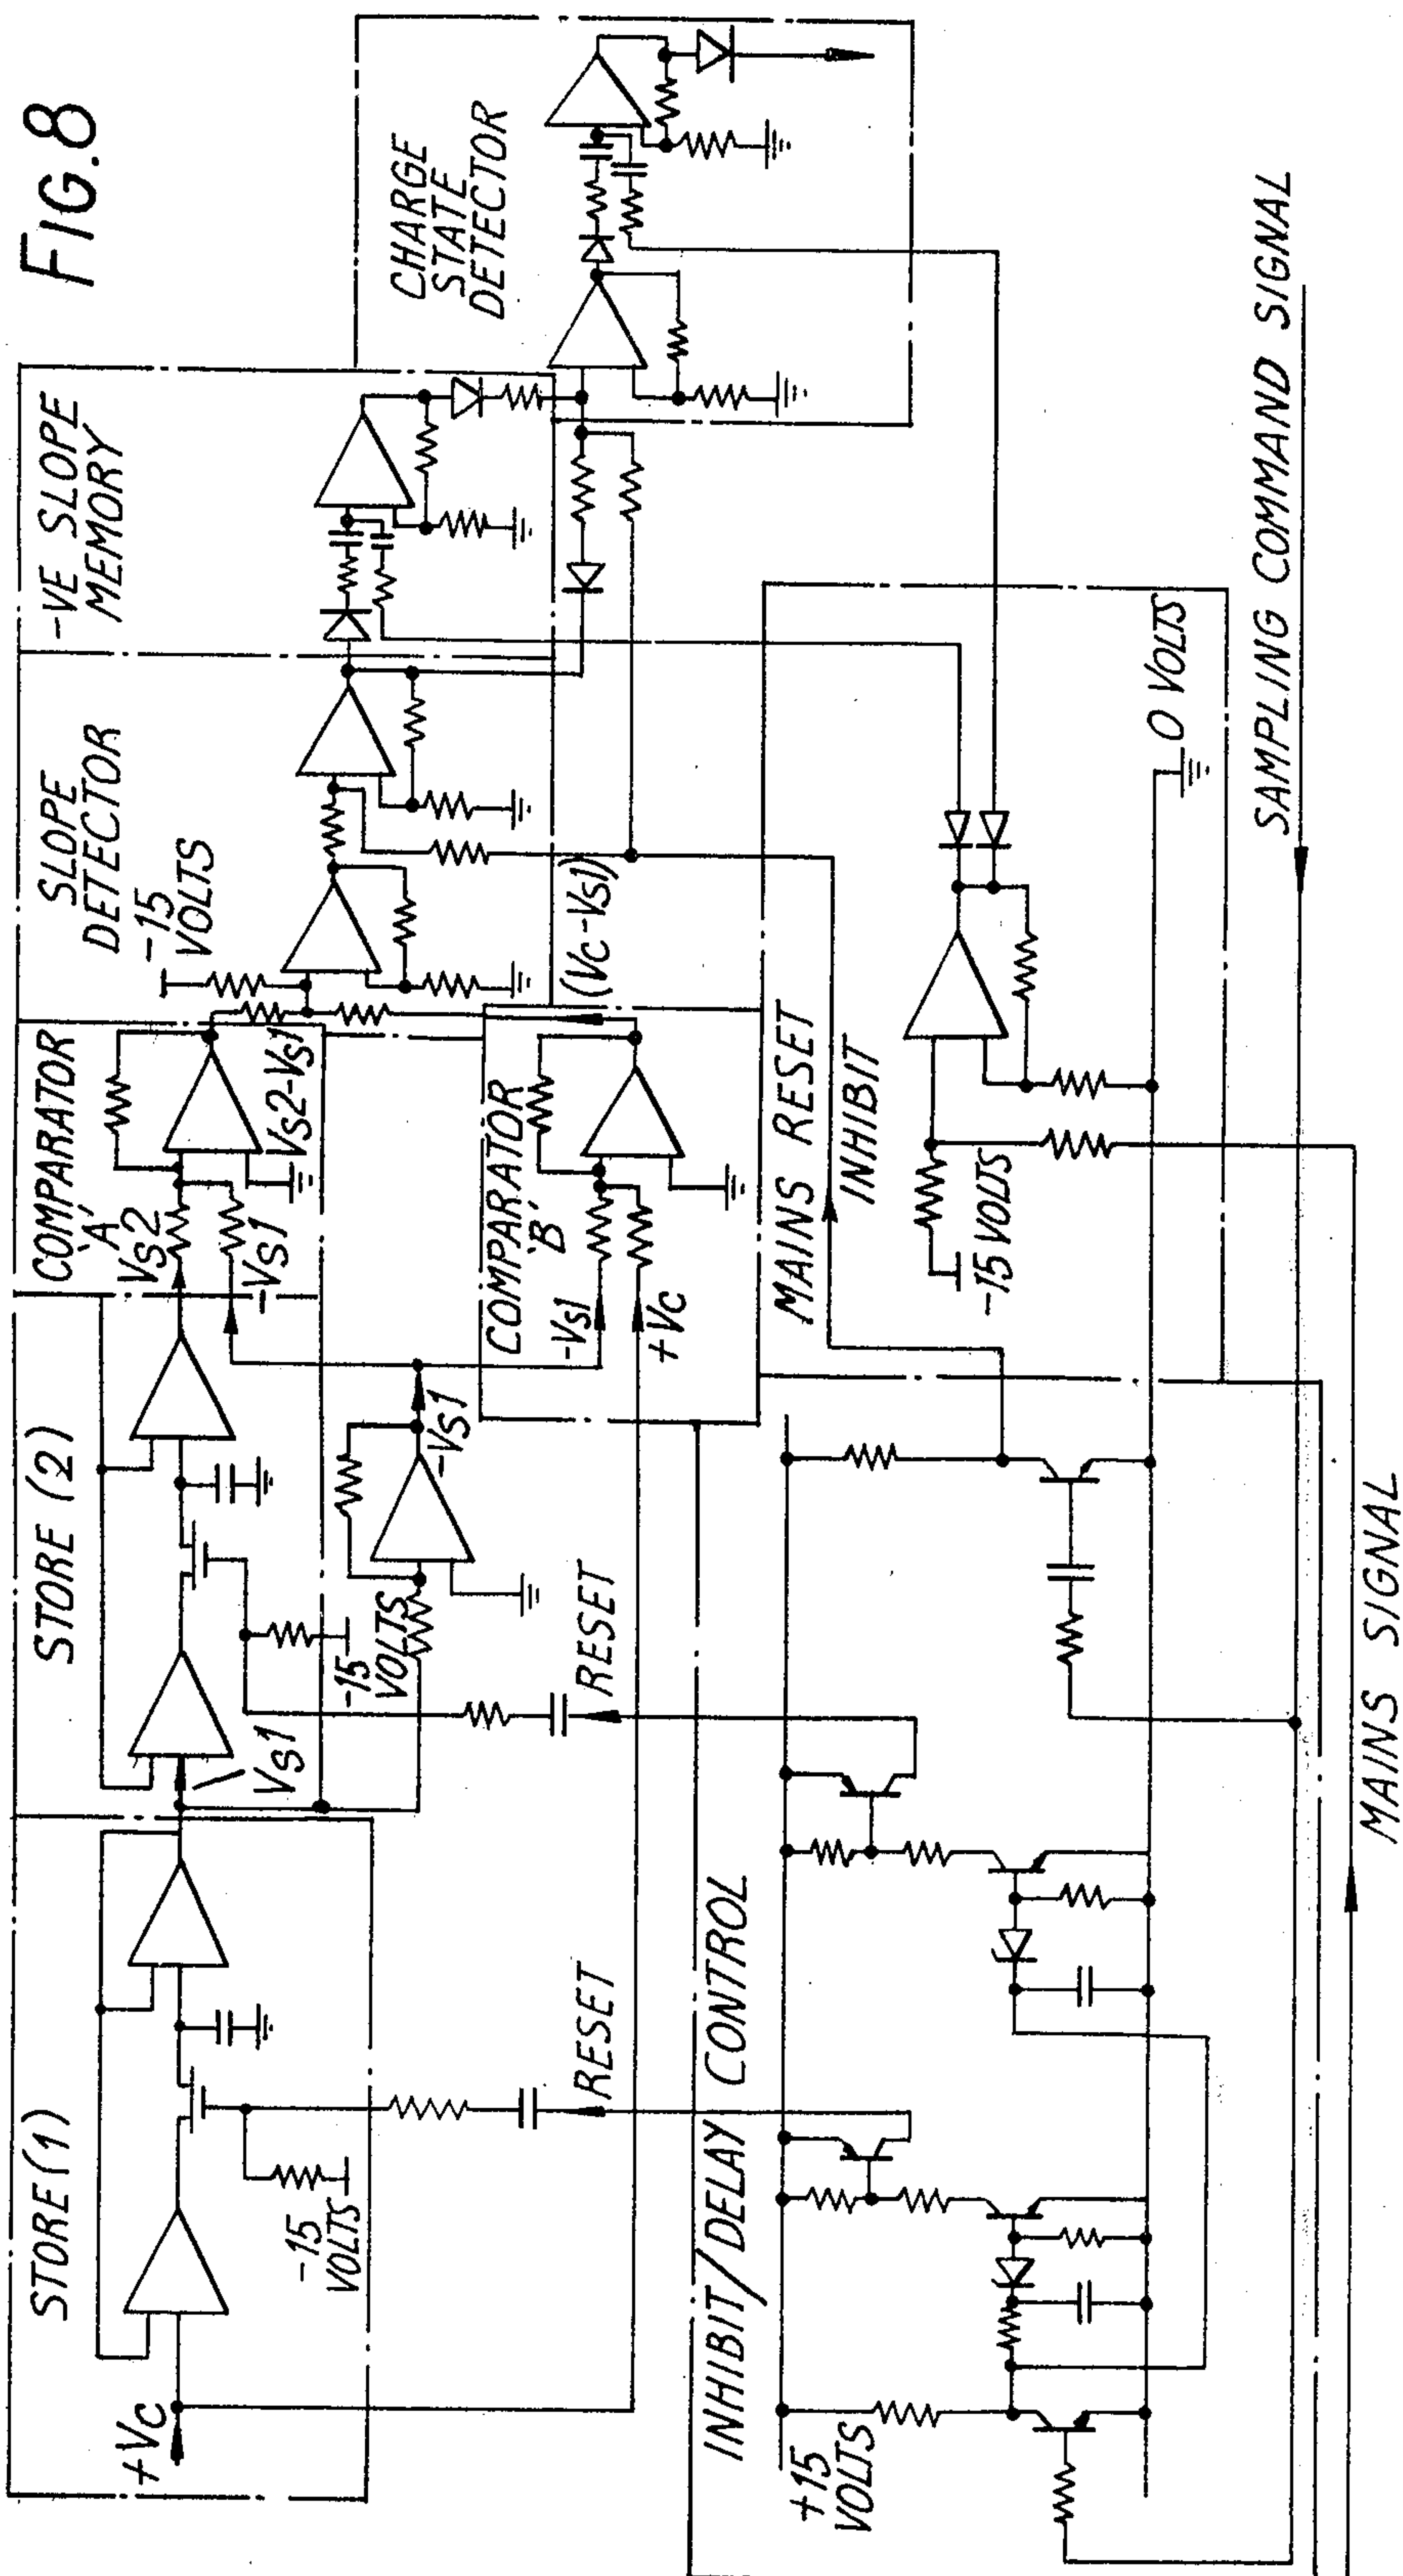 FIG.8
STORE (1)
-15
VOLTS
+Vc
STORE (2)
Vs1
-15
VOLTS
-Vs1
RESET
RESET
COMPARATOR
'A'
Vs2
-Vs1
Vs2-Vs1
COMPARATOR
'B'
-Vs1
+Vc
(Vc-Vs1)
SLOPE
DETECTOR
-15
VOLTS
-VE SLOPE
MEMORY
CHARGE
STATE
DETECTOR
INHIBIT/DELAY CONTROL
+15
VOLTS
MAINS RESET
INHIBIT
-15 VOLTS
0 VOLTS
SAMPLING COMMAND SIGNAL
MAINS SIGNAL